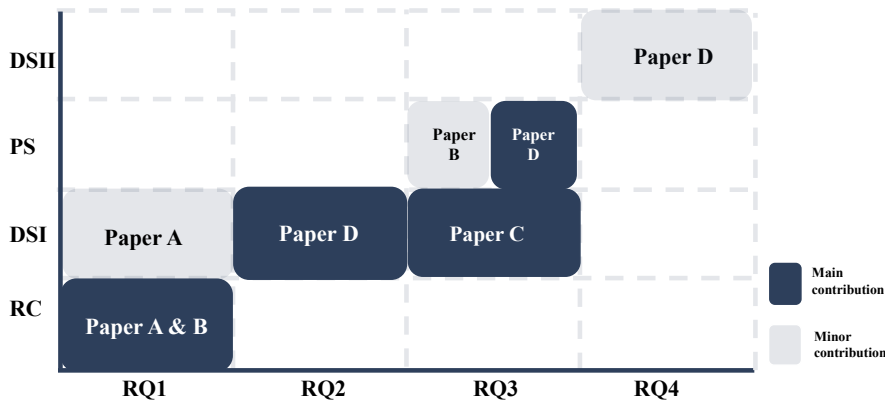 DSII
Paper D
PS
Paper
B
Paper
D
DSI
Paper A
Paper D
Paper C
RC
Paper A & B
Main
contribution
Minor
contribution
RQ1
RQ2
RQ3
RQ4